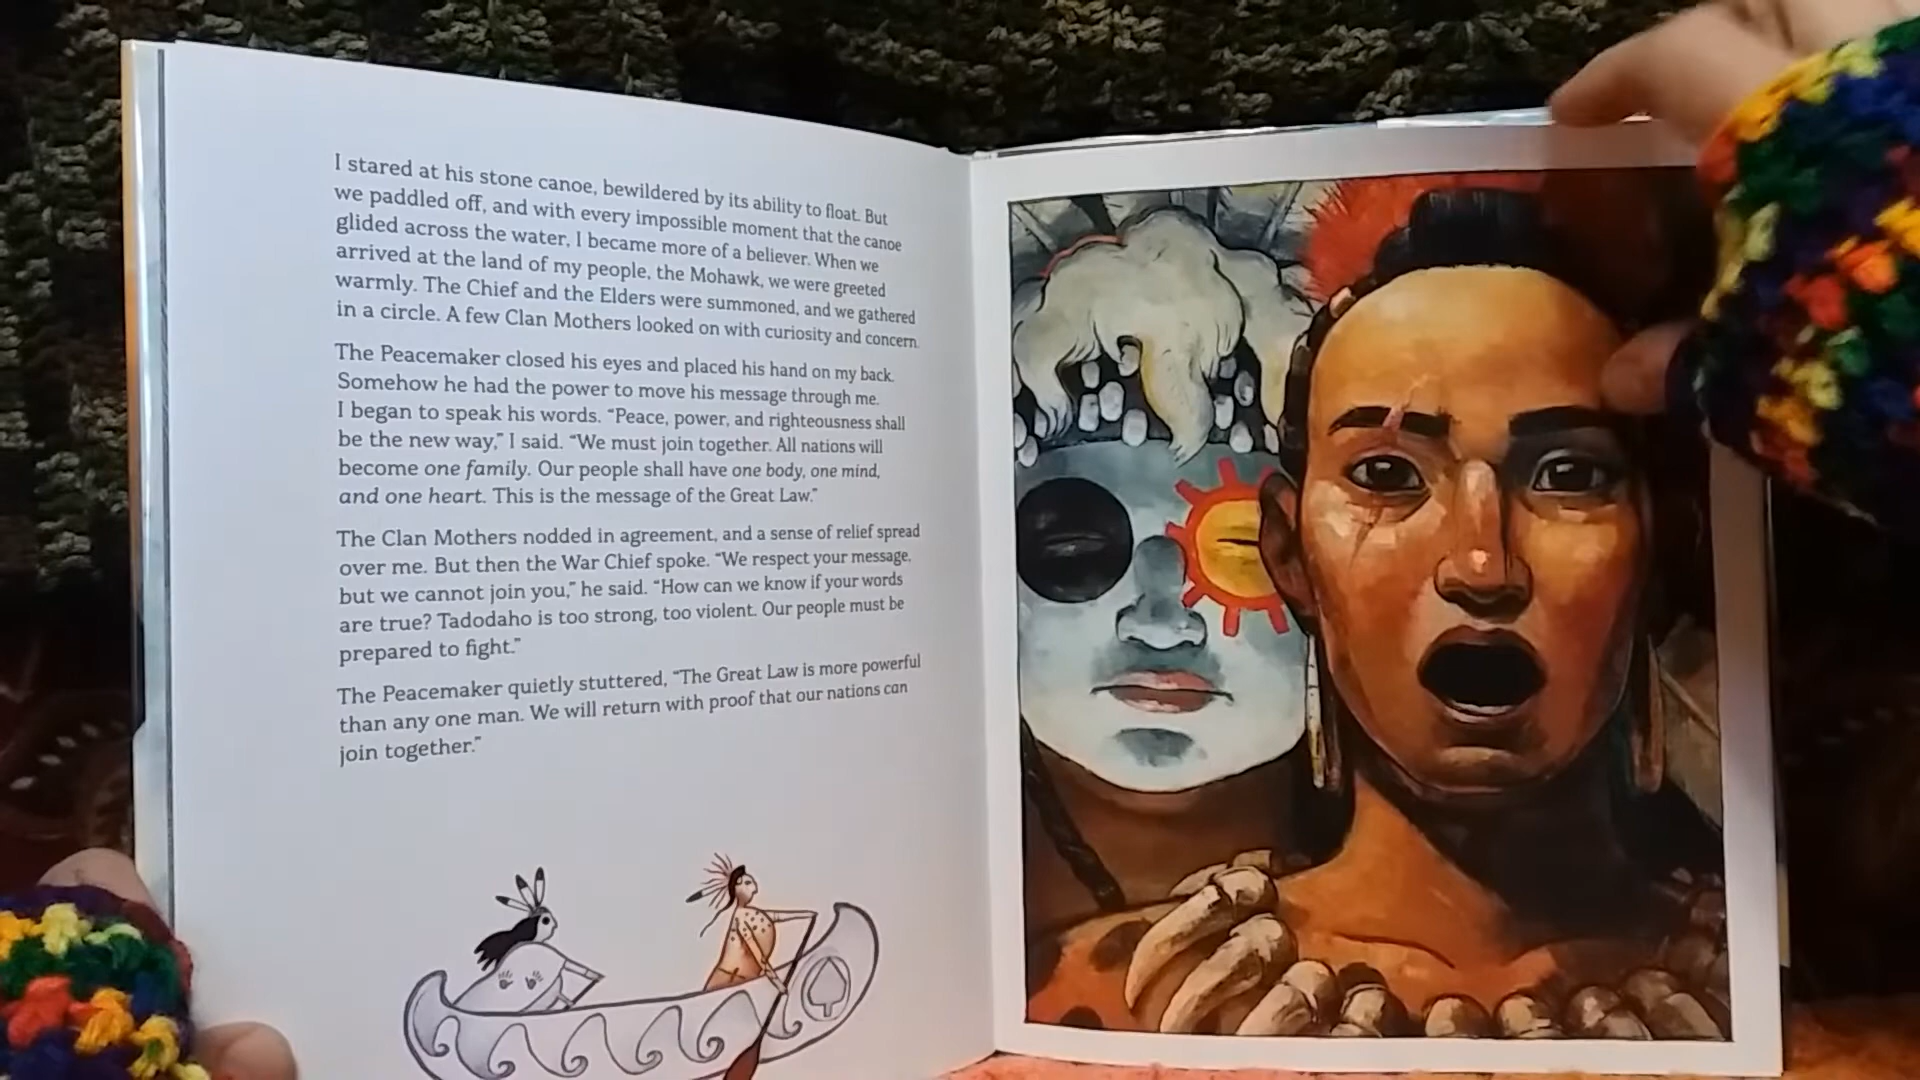 I stared at his stone canoe, bewildered by its ability to float. But
we paddled off, and with every impossible moment that the canoe
glided across the water, I became more of a believer. When we
arrived at the land of my people, the Mohawk, we were greeted
warmly. The Chief and the Elders were summoned, and we gathered
in a circle. A few Clan Mothers looked on with curiosity and concern.
The Peacemaker closed his eyes and placed his hand on my back.
Somehow he had the power to move his message through me.
I began to speak his words. “Peace, power, and righteousness shall
be the new way,” I said. “We must join together. All nations will
become one family. Our people shall have one body, one mind,
and one heart. This is the message of the Great Law.”
The Clan Mothers nodded in agreement, and a sense of relief spread
over me. But then the War Chief spoke. “We respect your message,
but we cannot join you,” he said. “How can we know if your words
are true? Tadodaho is too strong, too violent. Our people must be
prepared to fight.”
The Peacemaker quietly stuttered, “The Great Law is more powerful
than any one man. We will return with proof that our nations can
join together.”